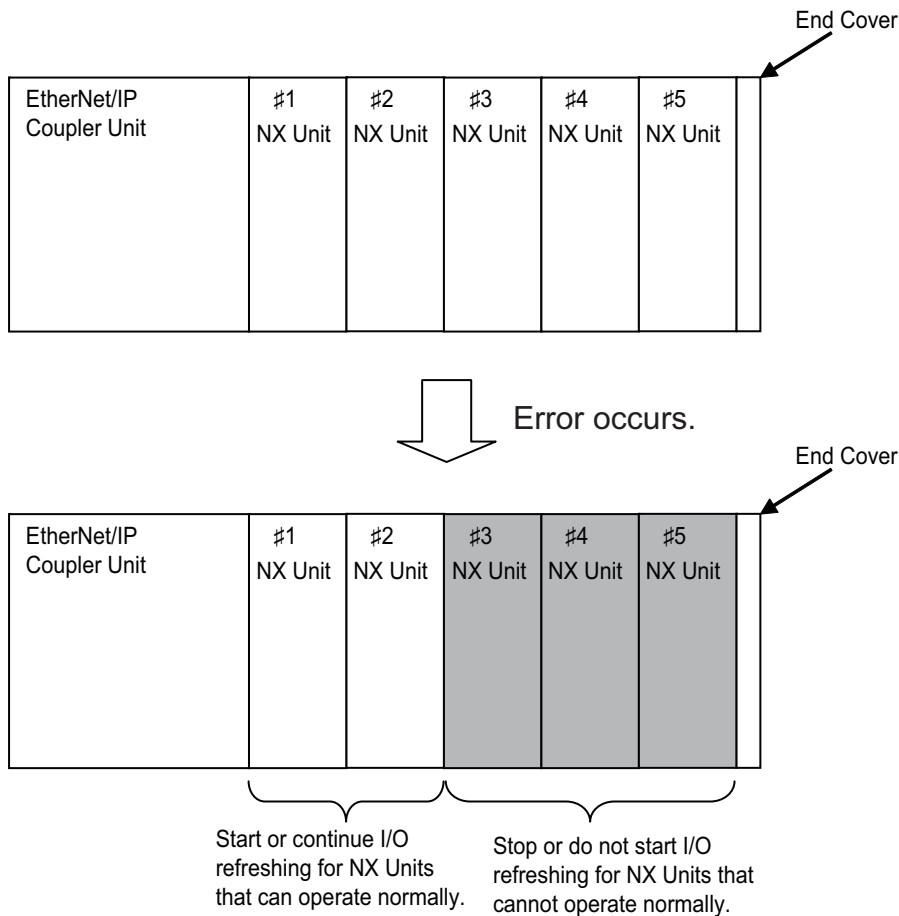 End Cover
EtherNet/IP
Coupler Unit
♯1
NX Unit
♯2
NX Unit
♯3
NX Unit
♯4
NX Unit
♯5
NX Unit
Error occurs.
End Cover
EtherNet/IP
Coupler Unit
♯1
NX Unit
♯2
NX Unit
♯3
NX Unit
♯4
NX Unit
♯5
NX Unit
Start or continue I/O
refreshing for NX Units
that can operate normally.
Stop or do not start I/O
refreshing for NX Units that
cannot operate normally.